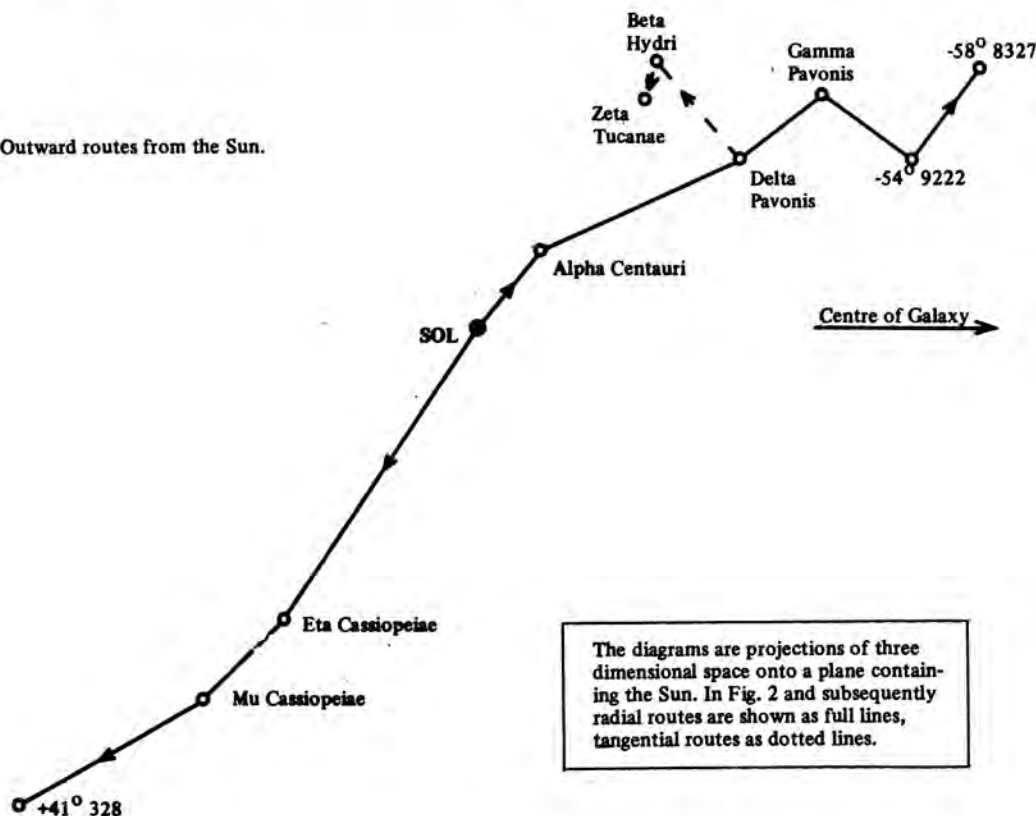 Beta
Hydri
Gamma
Pavonis
-58° 8327
Zeta
Tucanae
Outward routes from the Sun.
Delta
Pavonis
-54° 9222
Alpha Centauri
Centre of Galaxy
SOL
Eta Cassiopeiae
Mu Cassiopeiae
The diagrams are projections of three
dimensional space onto a plane contain-
ing the Sun. In Fig. 2 and subsequently
radial routes are shown as full lines,
tangential routes as dotted lines.
+41° 328